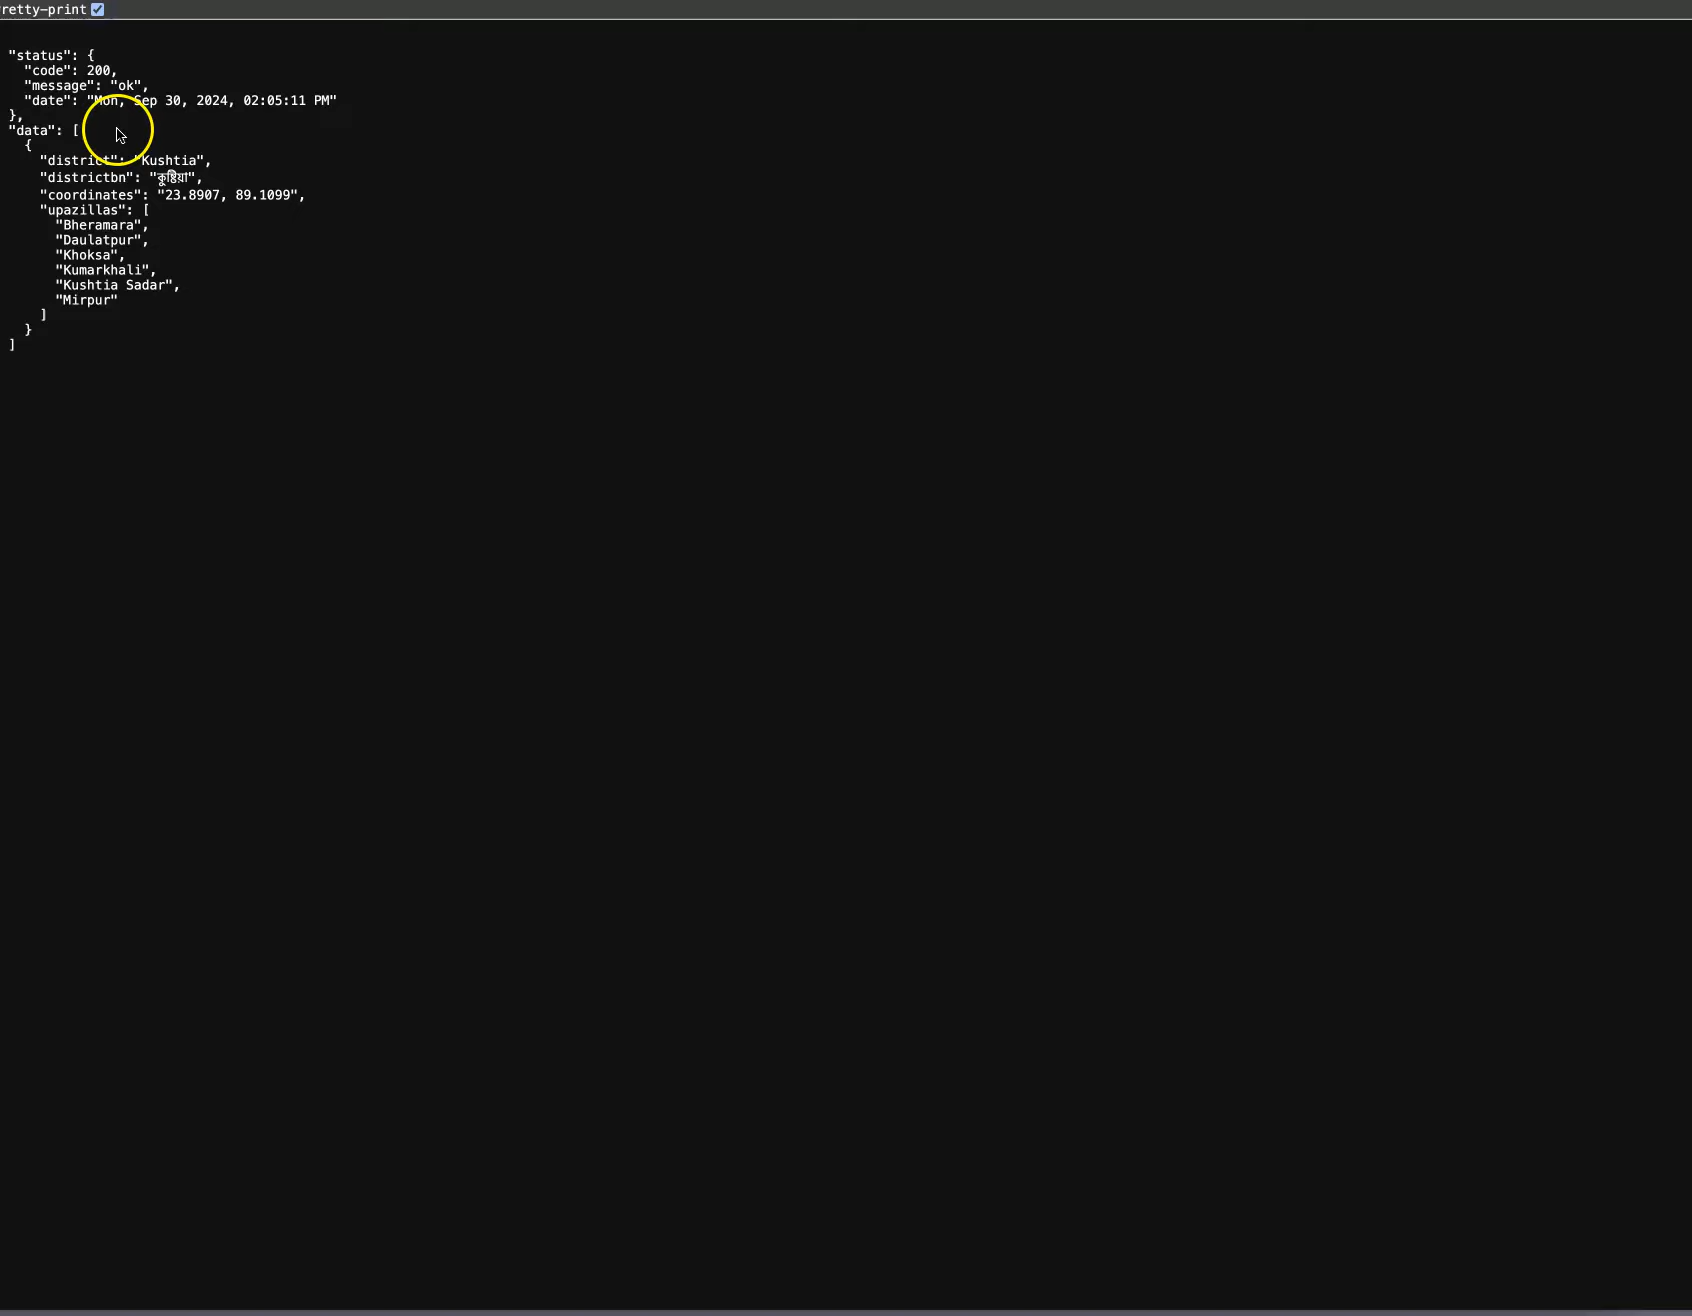 retty-print
"status": {
"code": 200,
"message": "ok",
"date": "Mon, Sep 30, 2024, 02:05:11 PM"
},
"data": [
{
"district": "Kushtia",
"districtbn": "কুষ্টিয়া",
"coordinates": "23.8907, 89.1099",
"upazillas": [
"Bheramara",
"Daulatpur",
"Khoksa",
"Kumarkhali",
"Kushtia Sadar",
"Mirpur"
]
}
]